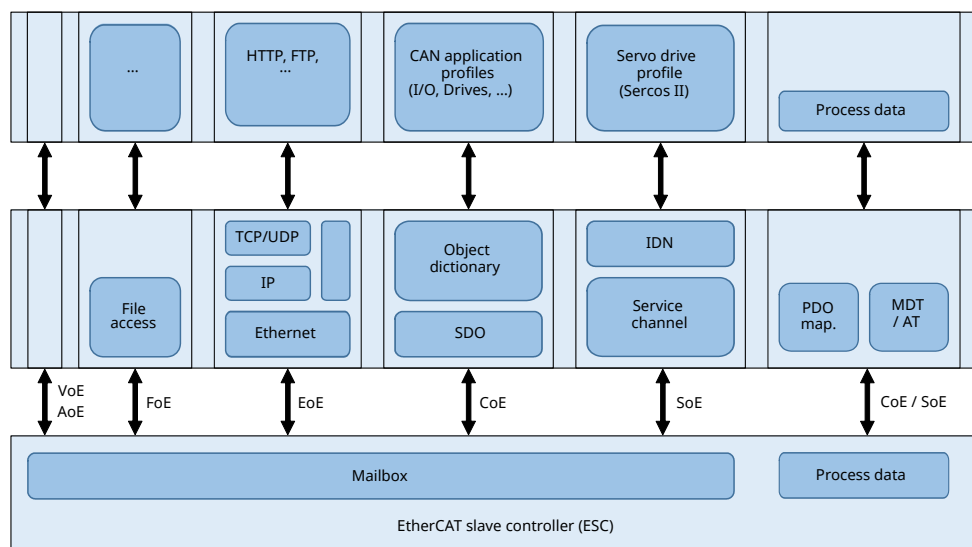 ...
HTTP, FTP,
...
CAN application
profiles
(I/O, Drives, ...)
Servo drive
profile
(Sercos II)
Process data
TCP/UDP
IP
Ethernet
File
access
Object
dictionary
SDO
IDN
Service
channel
PDO
map.
MDT
/ AT
VoE
AoE
FoE
EoE
CoE
SoE
CoE / SoE
Mailbox
Process data
EtherCAT slave controller (ESC)